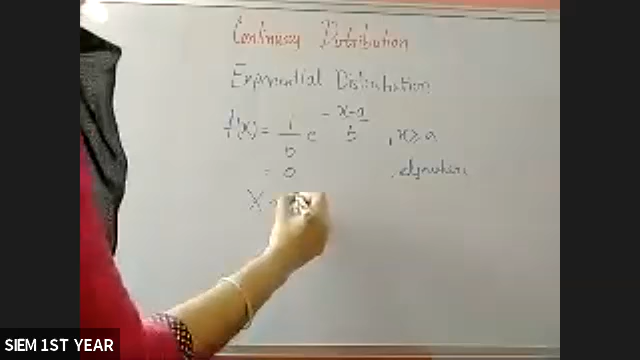 Continuous Distribution
Exponential Distribution
f(x) = 1/b e^{-(x-a)/b} , x ≥ a
= 0 , elsewhere
X
SIEM 1ST YEAR